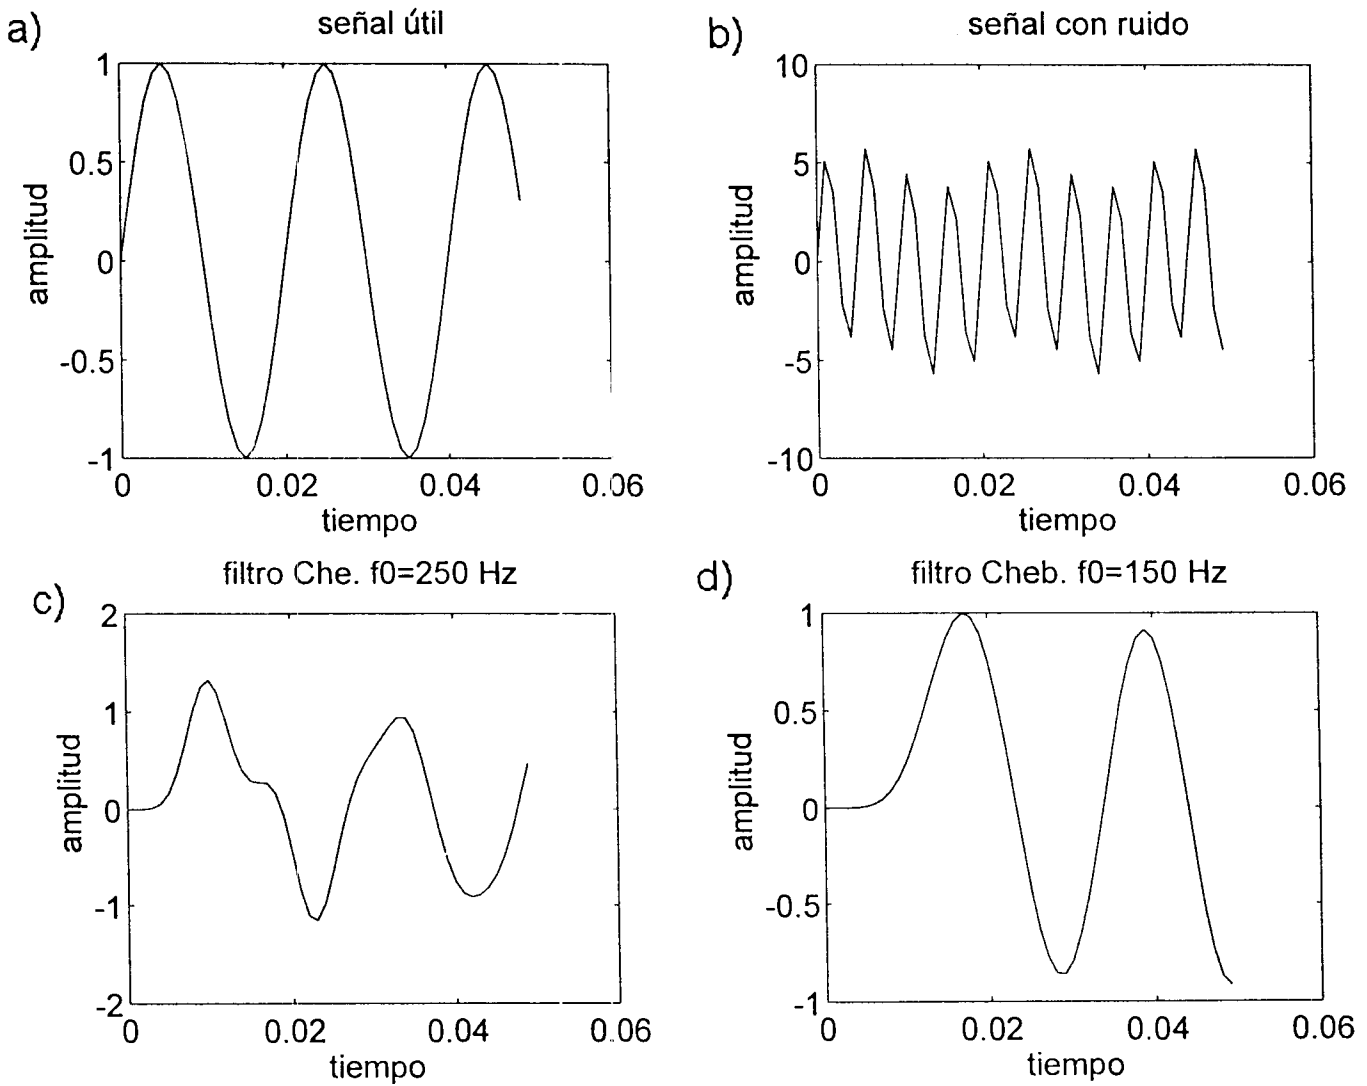 a)
señal útil
1
0.5
0
-0.5
-1
amplitud
0
0.02
0.04
0.06
tiempo
b)
señal con ruido
10
5
0
-5
-10
amplitud
0
0.02
0.04
0.06
tiempo
c)
filtro Che. f0=250 Hz
2
1
0
-1
-2
amplitud
0
0.02
0.04
0.06
tiempo
d)
filtro Cheb. f0=150 Hz
1
0.5
0
-0.5
-1
amplitud
0
0.02
0.04
0.06
tiempo